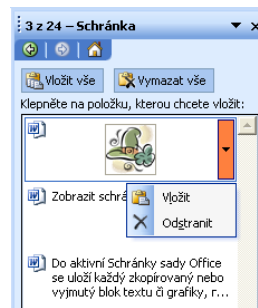 3 z 24 – Schránka
Vložit vše Vymazat vše
Klepněte na položku, kterou chcete vložit:
Zobrazit schrá
Vložit
Odstranit
Do aktivní Schránky sady Office
se uloží každý zkopírovaný nebo
vyjmutý blok textu či grafiky, r...